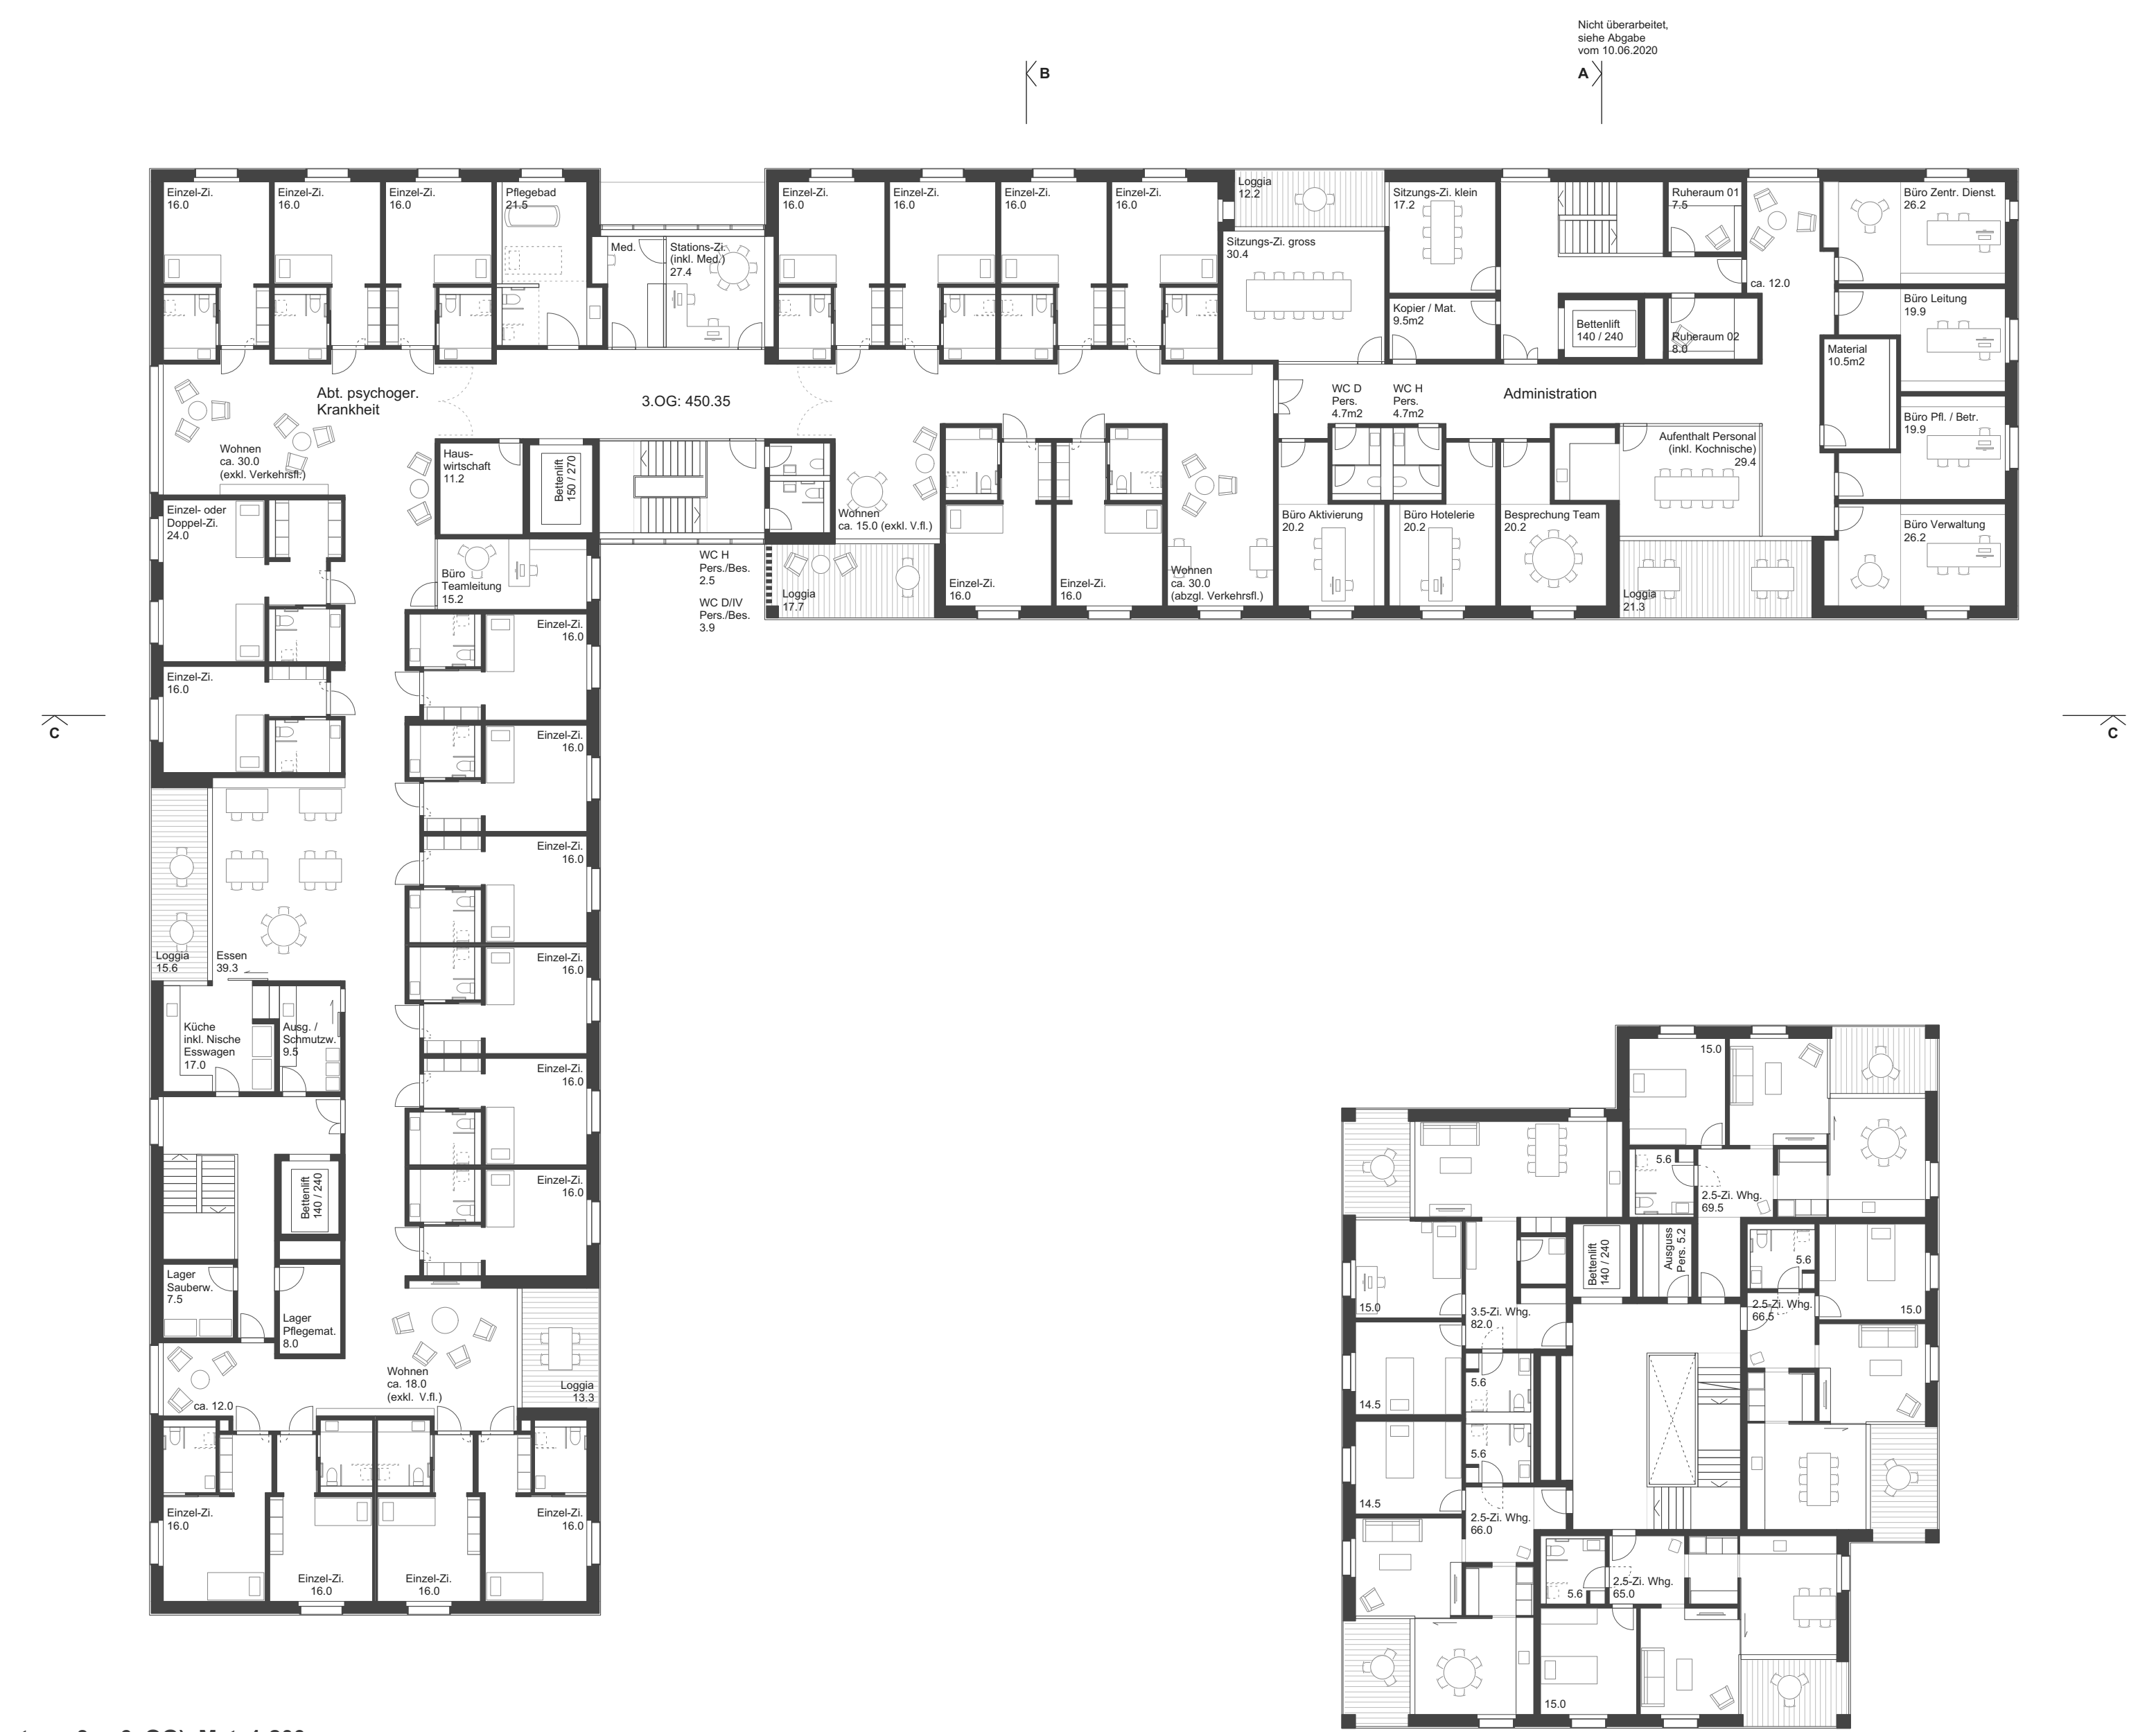 Nicht überarbeitet,
siehe Abgabe
vom 10.06.2020
B
A
Einzel-Zi.
16.0
Einzel-Zi.
16.0
Einzel-Zi.
16.0
Pflegebad
21.5
Med.
Stations-Zi.
(inkl. Med.)
27.4
Einzel-Zi.
16.0
Einzel-Zi.
16.0
Einzel-Zi.
16.0
Einzel-Zi.
16.0
Loggia
12.2
Sitzungs-Zi. gross
30.4
Sitzungs-Zi. klein
17.2
Kopier / Mat.
9.5m2
Bettenlift
140 / 240
Ruheraum 01
7.5
Ruheraum 02
8.0
ca. 12.0
Büro Zentr. Dienst.
26.2
Büro Leitung
19.9
Material
10.5m2
Büro Pfl. / Betr.
19.9
Büro Verwaltung
26.2
Abt. psychoger.
Krankheit
3.OG: 450.35
WC D
Pers.
4.7m2
WC H
Pers.
4.7m2
Administration
Wohnen
ca. 30.0
(exkl. Verkehrsfl.)
Haus-
wirtschaft
11.2
Bettenlift
150 / 270
Wohnen
ca. 15.0 (exkl. V.fl.)
Aufenthalt Personal
(inkl. Kochnische)
29.4
Büro Aktivierung
20.2
Büro Hotelerie
20.2
Besprechung Team
20.2
Einzel- oder
Doppel-Zi.
24.0
Büro
Teamleitung
15.2
WC H
Pers./Bes.
2.5
WC D/IV
Pers./Bes.
3.9
Loggia
17.7
Einzel-Zi.
16.0
Einzel-Zi.
16.0
Wohnen
ca. 30.0
(abzgl. Verkehrsfl.)
Loggia
21.3
Einzel-Zi.
16.0
Einzel-Zi.
16.0
C
C
Einzel-Zi.
16.0
Einzel-Zi.
16.0
Einzel-Zi.
16.0
Einzel-Zi.
16.0
Einzel-Zi.
16.0
Loggia
15.6
Essen
39.3
Küche
inkl. Nische
Esswagen
17.0
Ausg. /
Schmutzw.
9.5
Bettenlift
140 / 240
Lager
Sauberw.
7.5
Lager
Pflegemat.
8.0
ca. 12.0
Wohnen
ca. 18.0
(exkl. V.fl.)
Loggia
13.3
Einzel-Zi.
16.0
Einzel-Zi.
16.0
Einzel-Zi.
16.0
Einzel-Zi.
16.0
15.0
5.6
2.5-Zi. Whg.
69.5
Bettenlift
140 / 240
Ausguss
Pers. 5.2
5.6
15.0
2.5-Zi. Whg.
66.5
15.0
3.5-Zi. Whg.
82.0
14.5
5.6
14.5
5.6
2.5-Zi. Whg.
66.0
5.6
2.5-Zi. Whg.
65.0
15.0